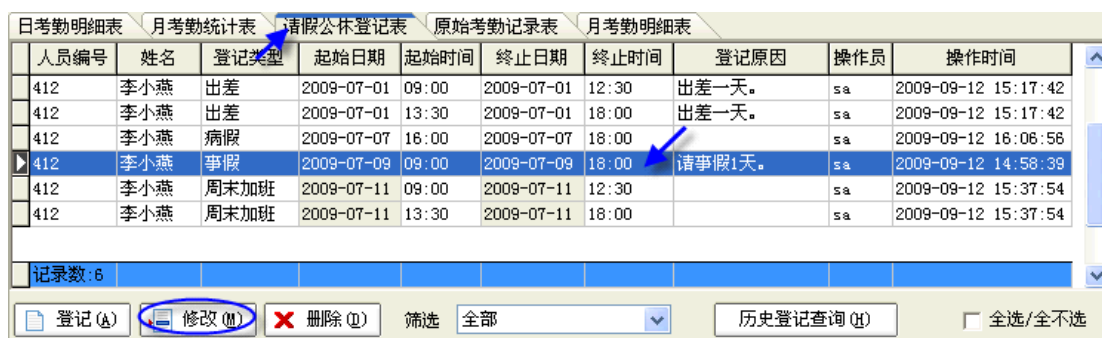 日考勤明细表 月考勤统计表 请假公休登记表 原始考勤记录表 月考勤明细表
人员编号 姓名 登记类型 起始日期 起始时间 终止日期 终止时间 登记原因 操作员 操作时间
412 李小燕 出差 2009-07-01 09:00 2009-07-01 12:30 出差一天。 sa 2009-09-12 15:17:42
412 李小燕 出差 2009-07-01 13:30 2009-07-01 18:00 出差一天。 sa 2009-09-12 15:17:42
412 李小燕 病假 2009-07-07 16:00 2009-07-07 18:00 sa 2009-09-12 16:06:56
412 李小燕 事假 2009-07-09 09:00 2009-07-09 18:00 请事假1天。 sa 2009-09-12 14:58:39
412 李小燕 周末加班 2009-07-11 09:00 2009-07-11 12:30 sa 2009-09-12 15:37:54
412 李小燕 周末加班 2009-07-11 13:30 2009-07-11 18:00 sa 2009-09-12 15:37:54
记录数:6
登记(A) 修改(M) 删除(D) 筛选 全部 历史登记查询(H) 全选/全不选